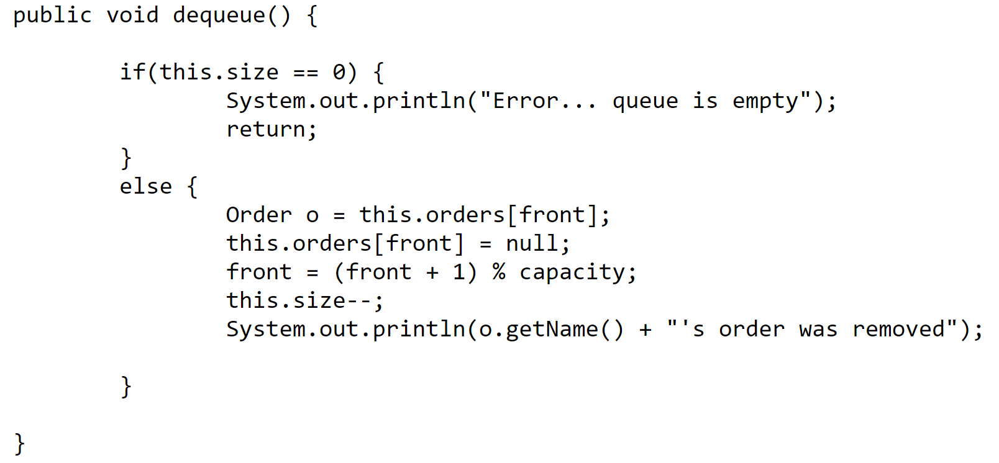 public void dequeue() {
if(this.size == 0) {
System.out.println("Error... queue is empty");
return;
}
else {
Order o = this.orders[front];
this.orders[front] = null;
front = (front + 1) % capacity;
this.size--;
System.out.println(o.getName() + "'s order was removed");
}
}